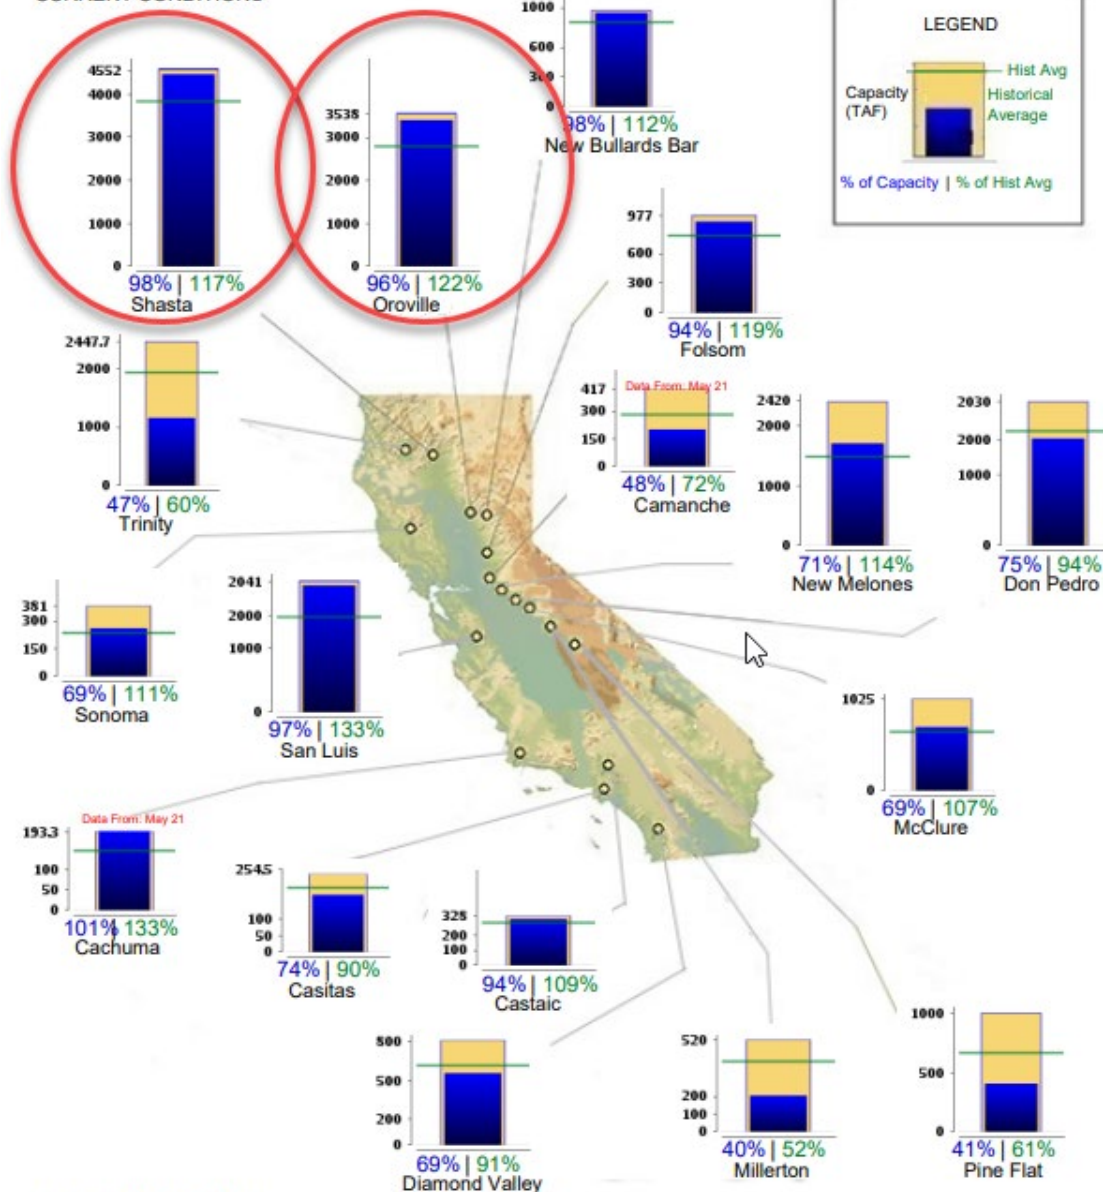 CURRENT CONDITIONS
4552
4000
3000
2000
1000
0
98% | 117%
Shasta
3538
3000
2000
1000
0
96% | 122%
Oroville
1000
600
300
0
98% | 112%
New Bullards Bar
LEGEND
Capacity
(TAF)
Hist Avg
Historical
Average
% of Capacity | % of Hist Avg
977
600
300
0
94% | 119%
Folsom
2447.7
2000
1000
0
47% | 60%
Trinity
Data From: May 21
417
300
150
0
48% | 72%
Camanche
2420
2000
1000
0
71% | 114%
New Melones
2030
2000
1000
0
75% | 94%
Don Pedro
381
300
150
0
69% | 111%
Sonoma
2041
2000
1000
0
97% | 133%
San Luis
1025
0
69% | 107%
McClure
Data From: May 21
193.3
100
50
0
101% | 133%
Cachuma
254.5
100
50
0
74% | 90%
Casitas
325
200
100
0
94% | 109%
Castaic
800
500
200
0
69% | 91%
Diamond Valley
520
200
100
0
40% | 52%
Millerton
1000
500
0
41% | 61%
Pine Flat